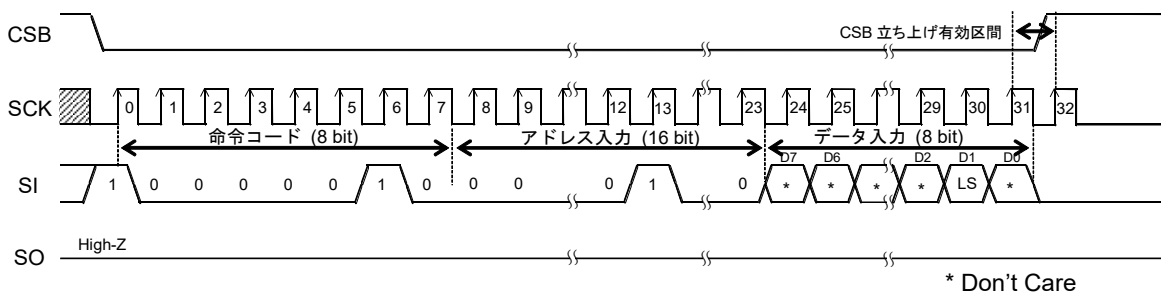 CSB
CSB 立ち上げ有効区間
SCK
0 1 2 3 4 5 6 7 8 9 12 13 23 24 25 29 30 31 32
命令コード (8 bit) アドレス入力 (16 bit) データ入力 (8 bit)
D7 D6 D2 D1 D0
SI 1 0 0 0 0 0 1 0 0 0 0 1 0 * * * * LS *
High-Z
SO
* Don't Care